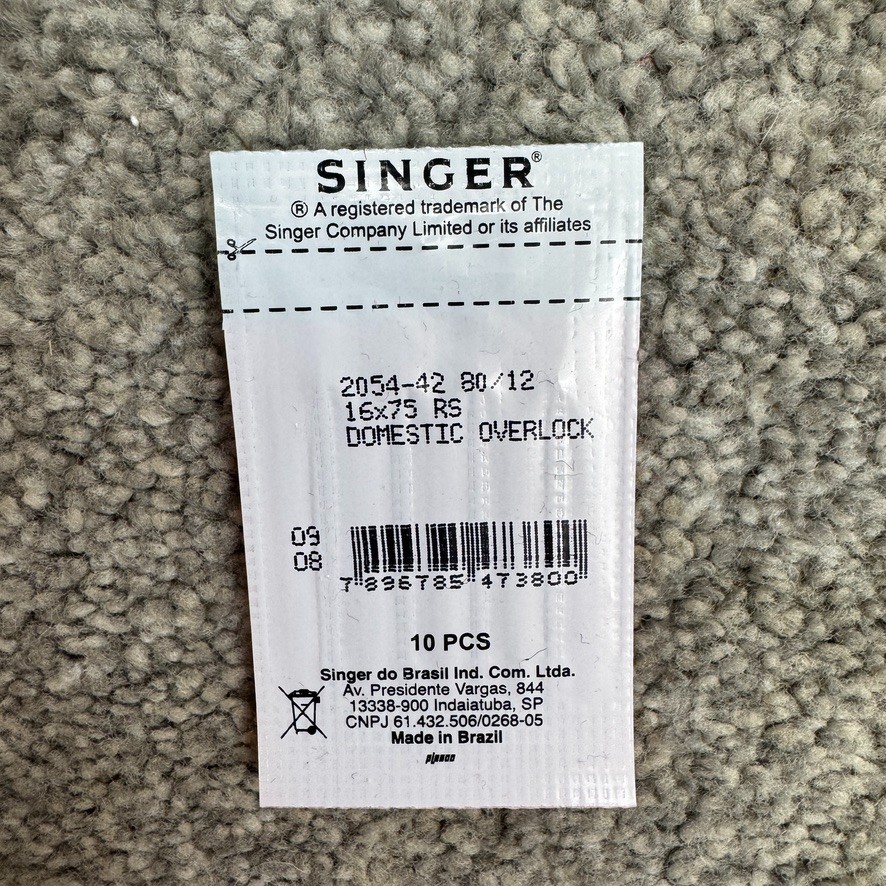 SINGER®
® A registered trademark of The
Singer Company Limited or its affiliates
2054-42 80/12
16x75 RS
DOMESTIC OVERLOCK
09
08
7 896785 473800
10 PCS
Singer do Brasil Ind. Com. Ltda.
Av. Presidente Vargas, 844
13338-900 Indaiatuba, SP
CNPJ 61.432.506/0268-05
Made in Brazil